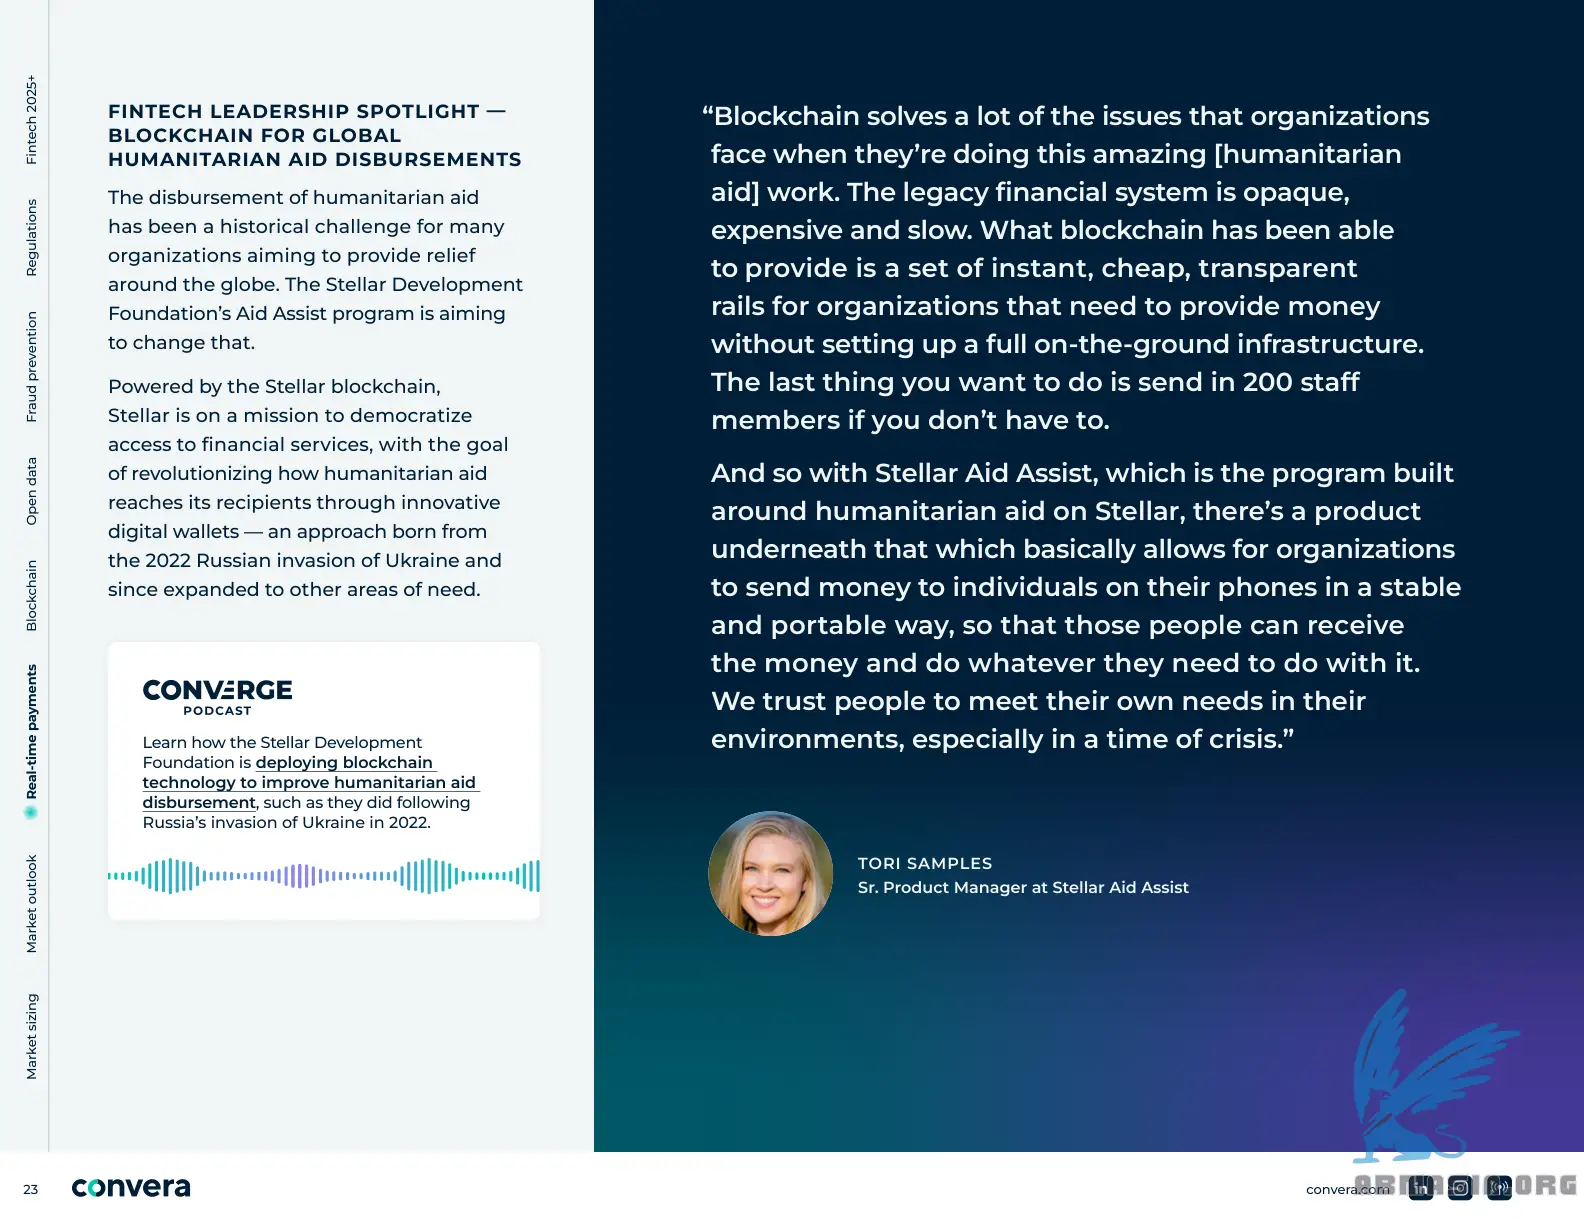 Fintech 2025+
Regulations
Fraud prevention
Open data
Blockchain
Real-time payments
Market outlook
Market sizing
FINTECH LEADERSHIP SPOTLIGHT —
BLOCKCHAIN FOR GLOBAL
HUMANITARIAN AID DISBURSEMENTS
The disbursement of humanitarian aid
has been a historical challenge for many
organizations aiming to provide relief
around the globe. The Stellar Development
Foundation’s Aid Assist program is aiming
to change that.
Powered by the Stellar blockchain,
Stellar is on a mission to democratize
access to financial services, with the goal
of revolutionizing how humanitarian aid
reaches its recipients through innovative
digital wallets — an approach born from
the 2022 Russian invasion of Ukraine and
since expanded to other areas of need.
CONVERGE
PODCAST
Learn how the Stellar Development
Foundation is deploying blockchain
technology to improve humanitarian aid
disbursement, such as they did following
Russia’s invasion of Ukraine in 2022.
“Blockchain solves a lot of the issues that organizations
face when they’re doing this amazing [humanitarian
aid] work. The legacy financial system is opaque,
expensive and slow. What blockchain has been able
to provide is a set of instant, cheap, transparent
rails for organizations that need to provide money
without setting up a full on-the-ground infrastructure.
The last thing you want to do is send in 200 staff
members if you don’t have to.
And so with Stellar Aid Assist, which is the program built
around humanitarian aid on Stellar, there’s a product
underneath that which basically allows for organizations
to send money to individuals on their phones in a stable
and portable way, so that those people can receive
the money and do whatever they need to do with it.
We trust people to meet their own needs in their
environments, especially in a time of crisis.”
TORI SAMPLES
Sr. Product Manager at Stellar Aid Assist
23
convera
convera.com